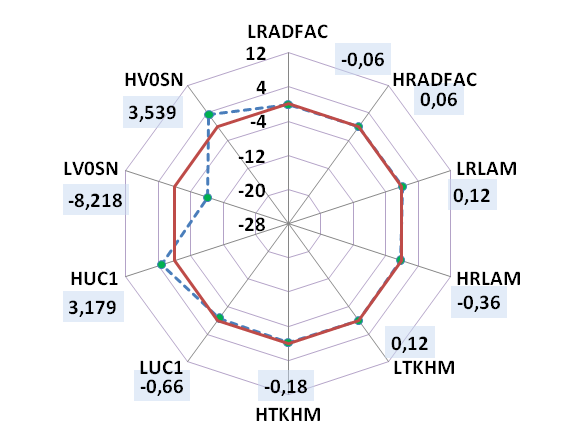 LRADFAC
12
-0,06
HV0SN
HRADFAC
4
0,06
3,539
-4
-12
LV0SN
LRLAM
-20
0,12
-8,218
-28
HUC1
HRLAM
3,179
-0,36
0,12
LUC1
LTKHM
-0,66
-0,18
HTKHM